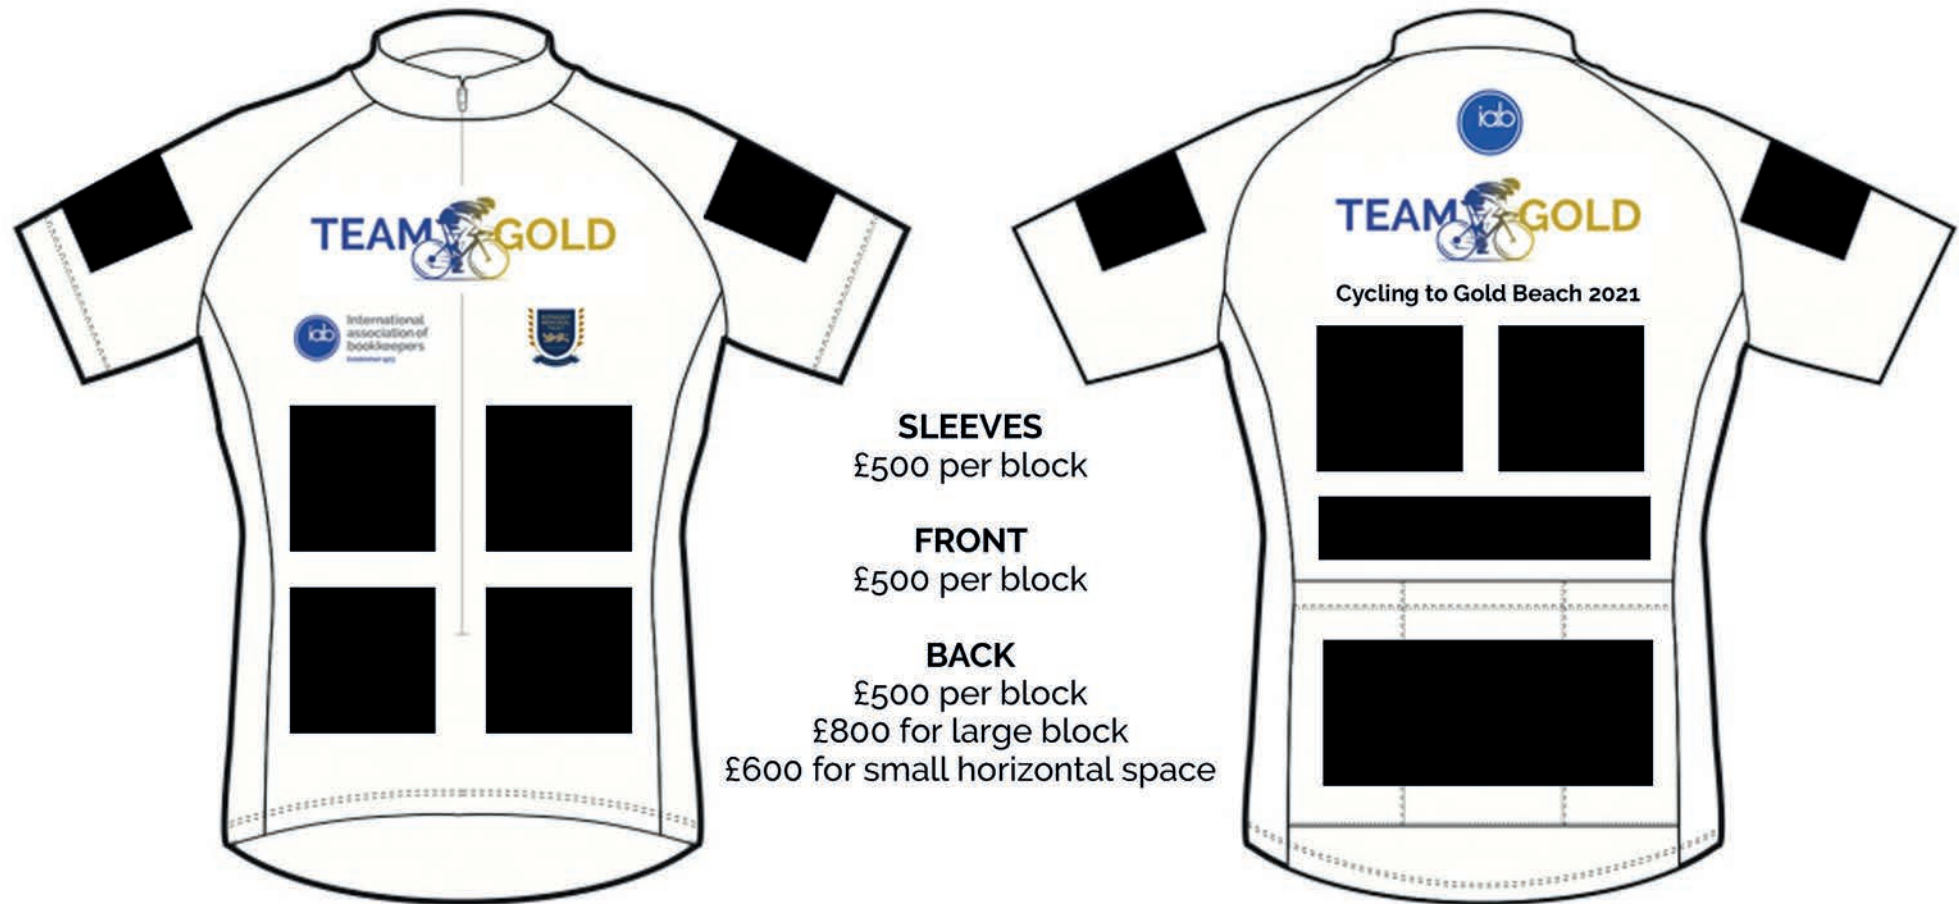 TEAM GOLD
iab
International
association of
bookkeepers
SLEEVES
£500 per block
FRONT
£500 per block
BACK
£500 per block
£800 for large block
£600 for small horizontal space
iab
TEAM GOLD
Cycling to Gold Beach 2021